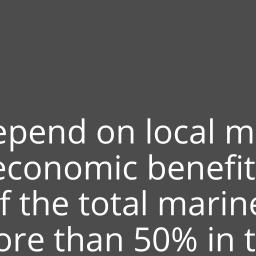 epend on local m
economic benefit
f the total marine
ore than 50% in t